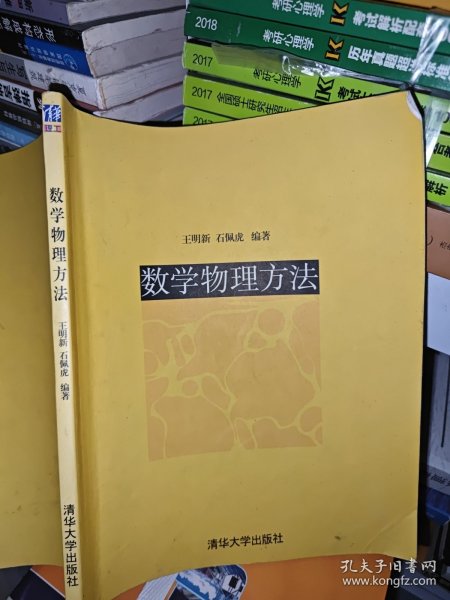 2018
考研心理学
考研心理学
2017
考研心理学
2017
全国硕士研究生招生
历年真题
王明新 石佩虎 编著
数学物理方法
清华大学出版社
数学物理方法
王明新 石佩虎 编著
清华大学出版社
孔夫子旧书网
www.kongfz.com